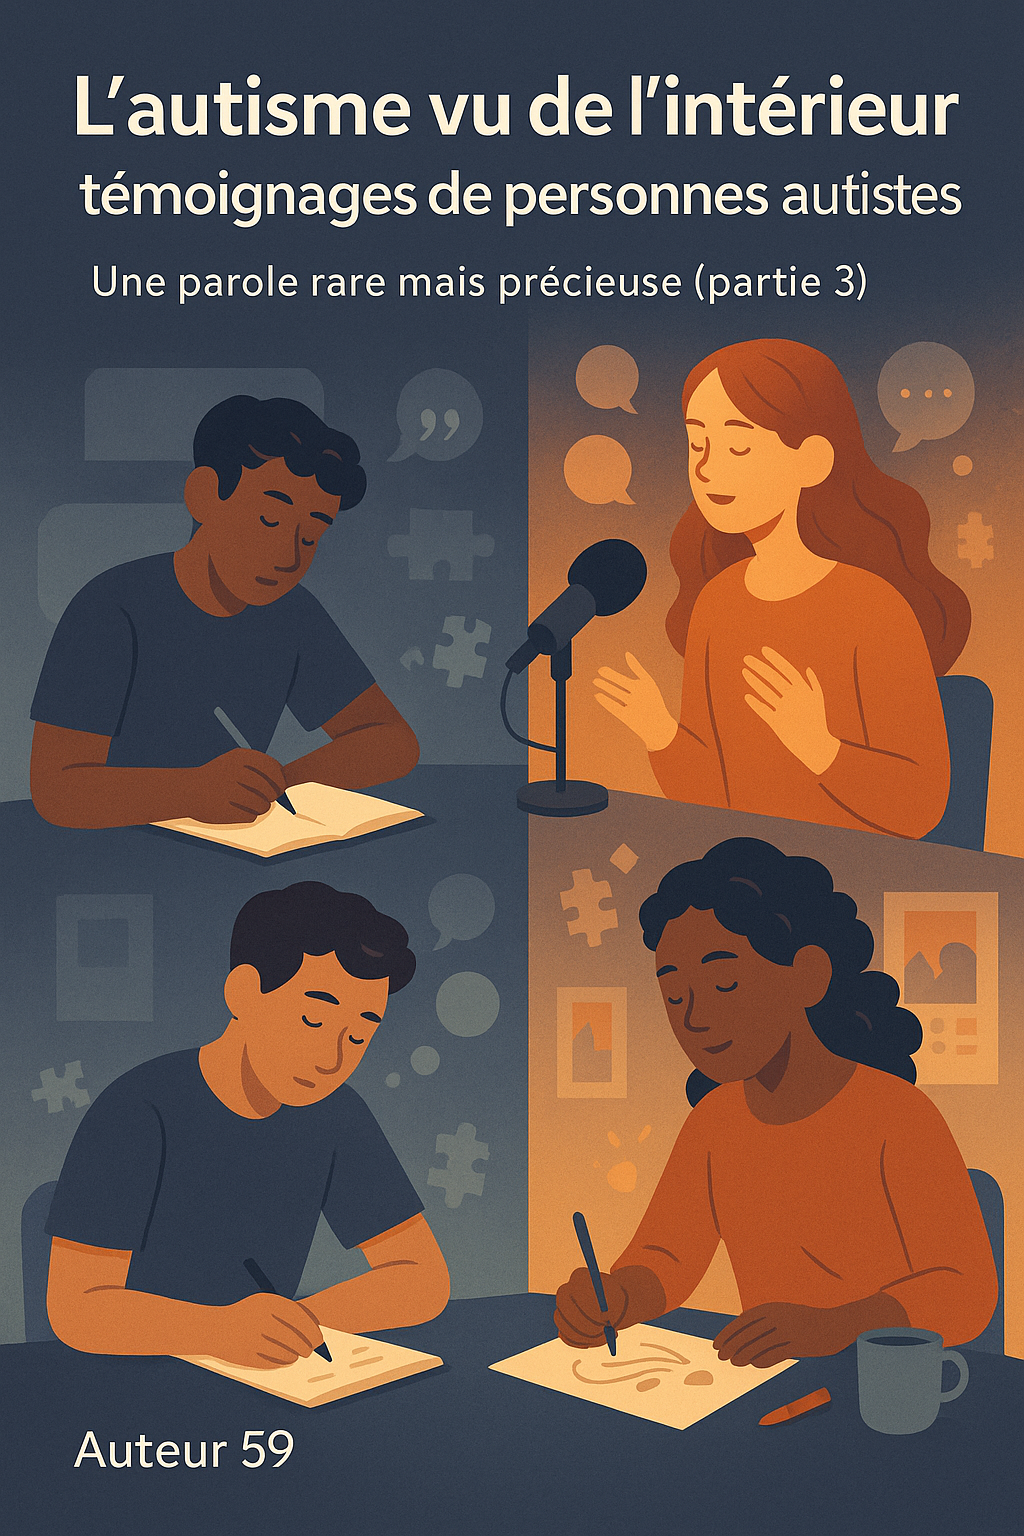 L'autisme vu de l'intérieur
témoignages de personnes autistes
Une parole rare mais précieuse (partie 3)
Auteur 59